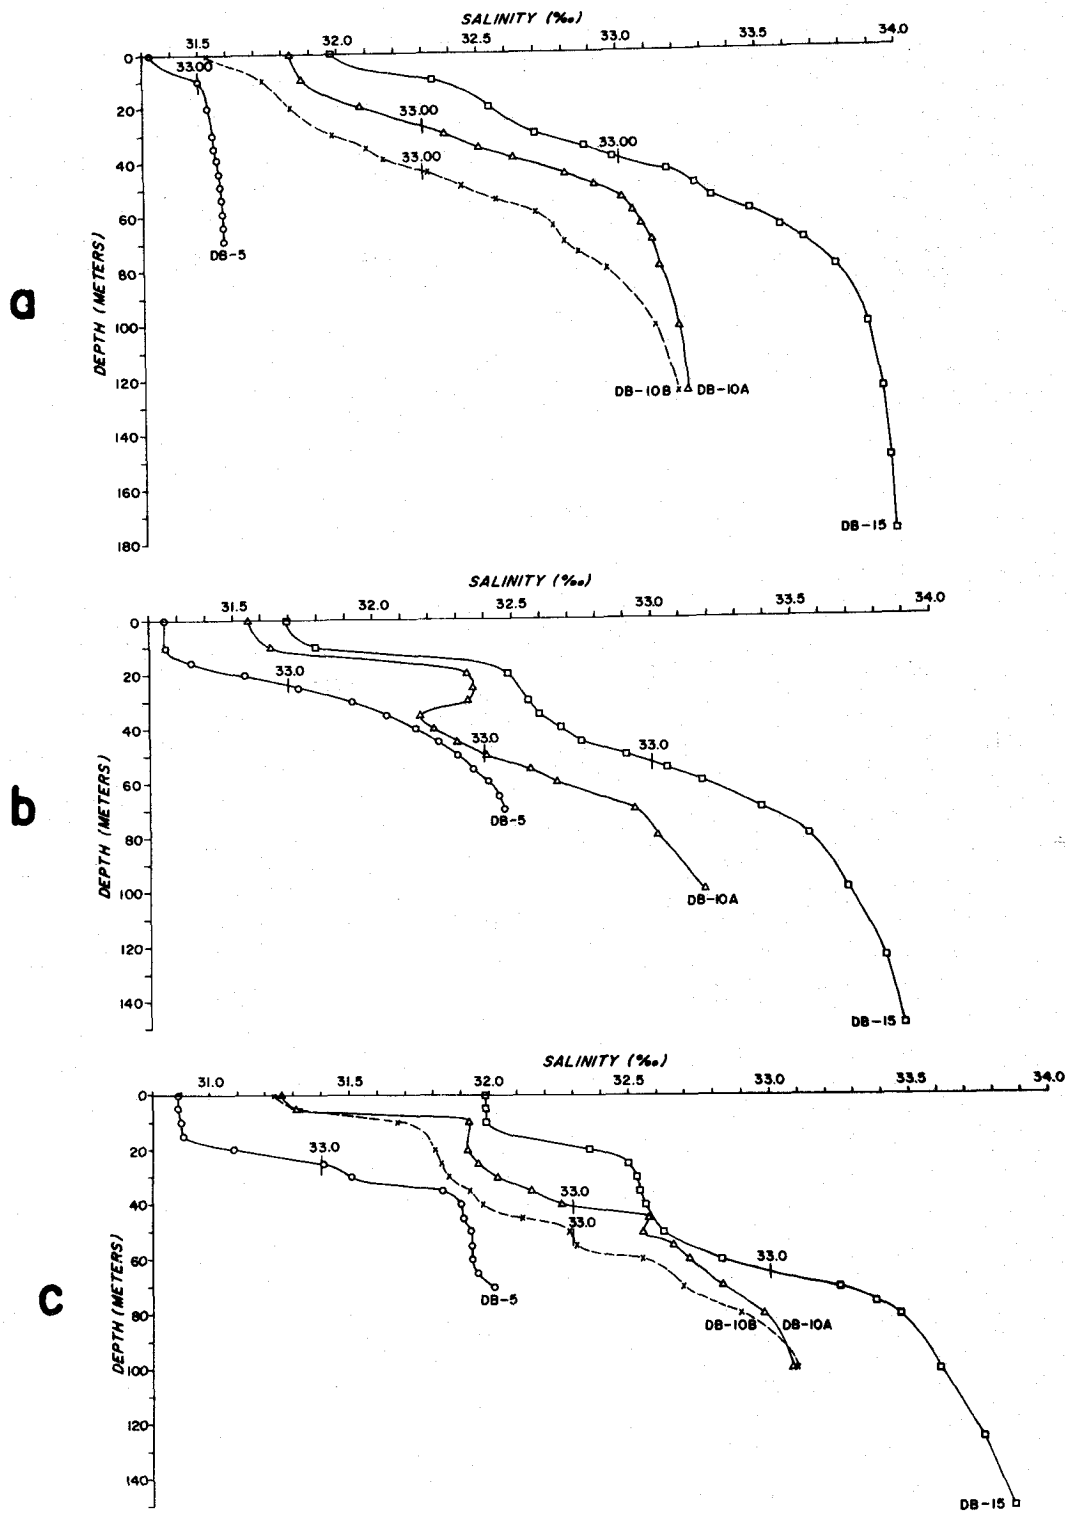 SALINITY (‰)
31.5 32.0 32.5 33.0 33.5 34.0
0
33.00
20
33.00
33.00
40
33.00
60
DB-5
80
100
120
DB-10B DB-10A
140
160
DB-15
180
DEPTH (METERS)
a
SALINITY (‰)
31.5 32.0 32.5 33.0 33.5 34.0
0
20
33.0
40
33.0
33.0
60
DB-5
80
100
DB-10A
120
140
DB-15
DEPTH (METERS)
b
SALINITY (‰)
31.0 31.5 32.0 32.5 33.0 33.5 34.0
0
20
33.0
40
33.0
33.0
60
33.0
DB-5
80
DB-10B DB-10A
100
120
140
DB-15
DEPTH (METERS)
c